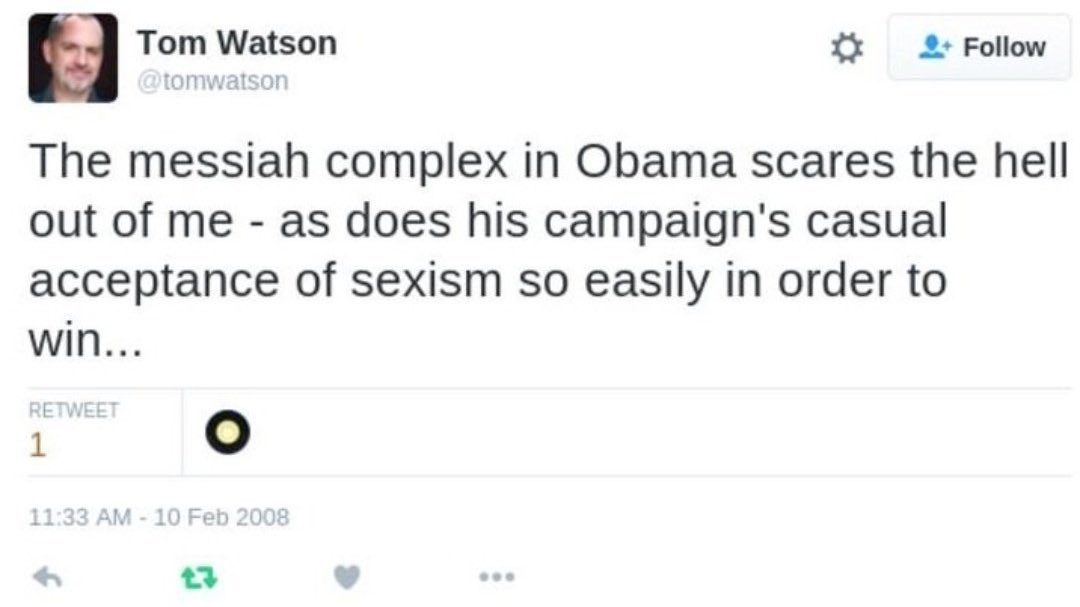 Tom Watson
@tomwatson
Follow
The messiah complex in Obama scares the hell
out of me - as does his campaign's casual
acceptance of sexism so easily in order to
win...
RETWEET
1
11:33 AM - 10 Feb 2008